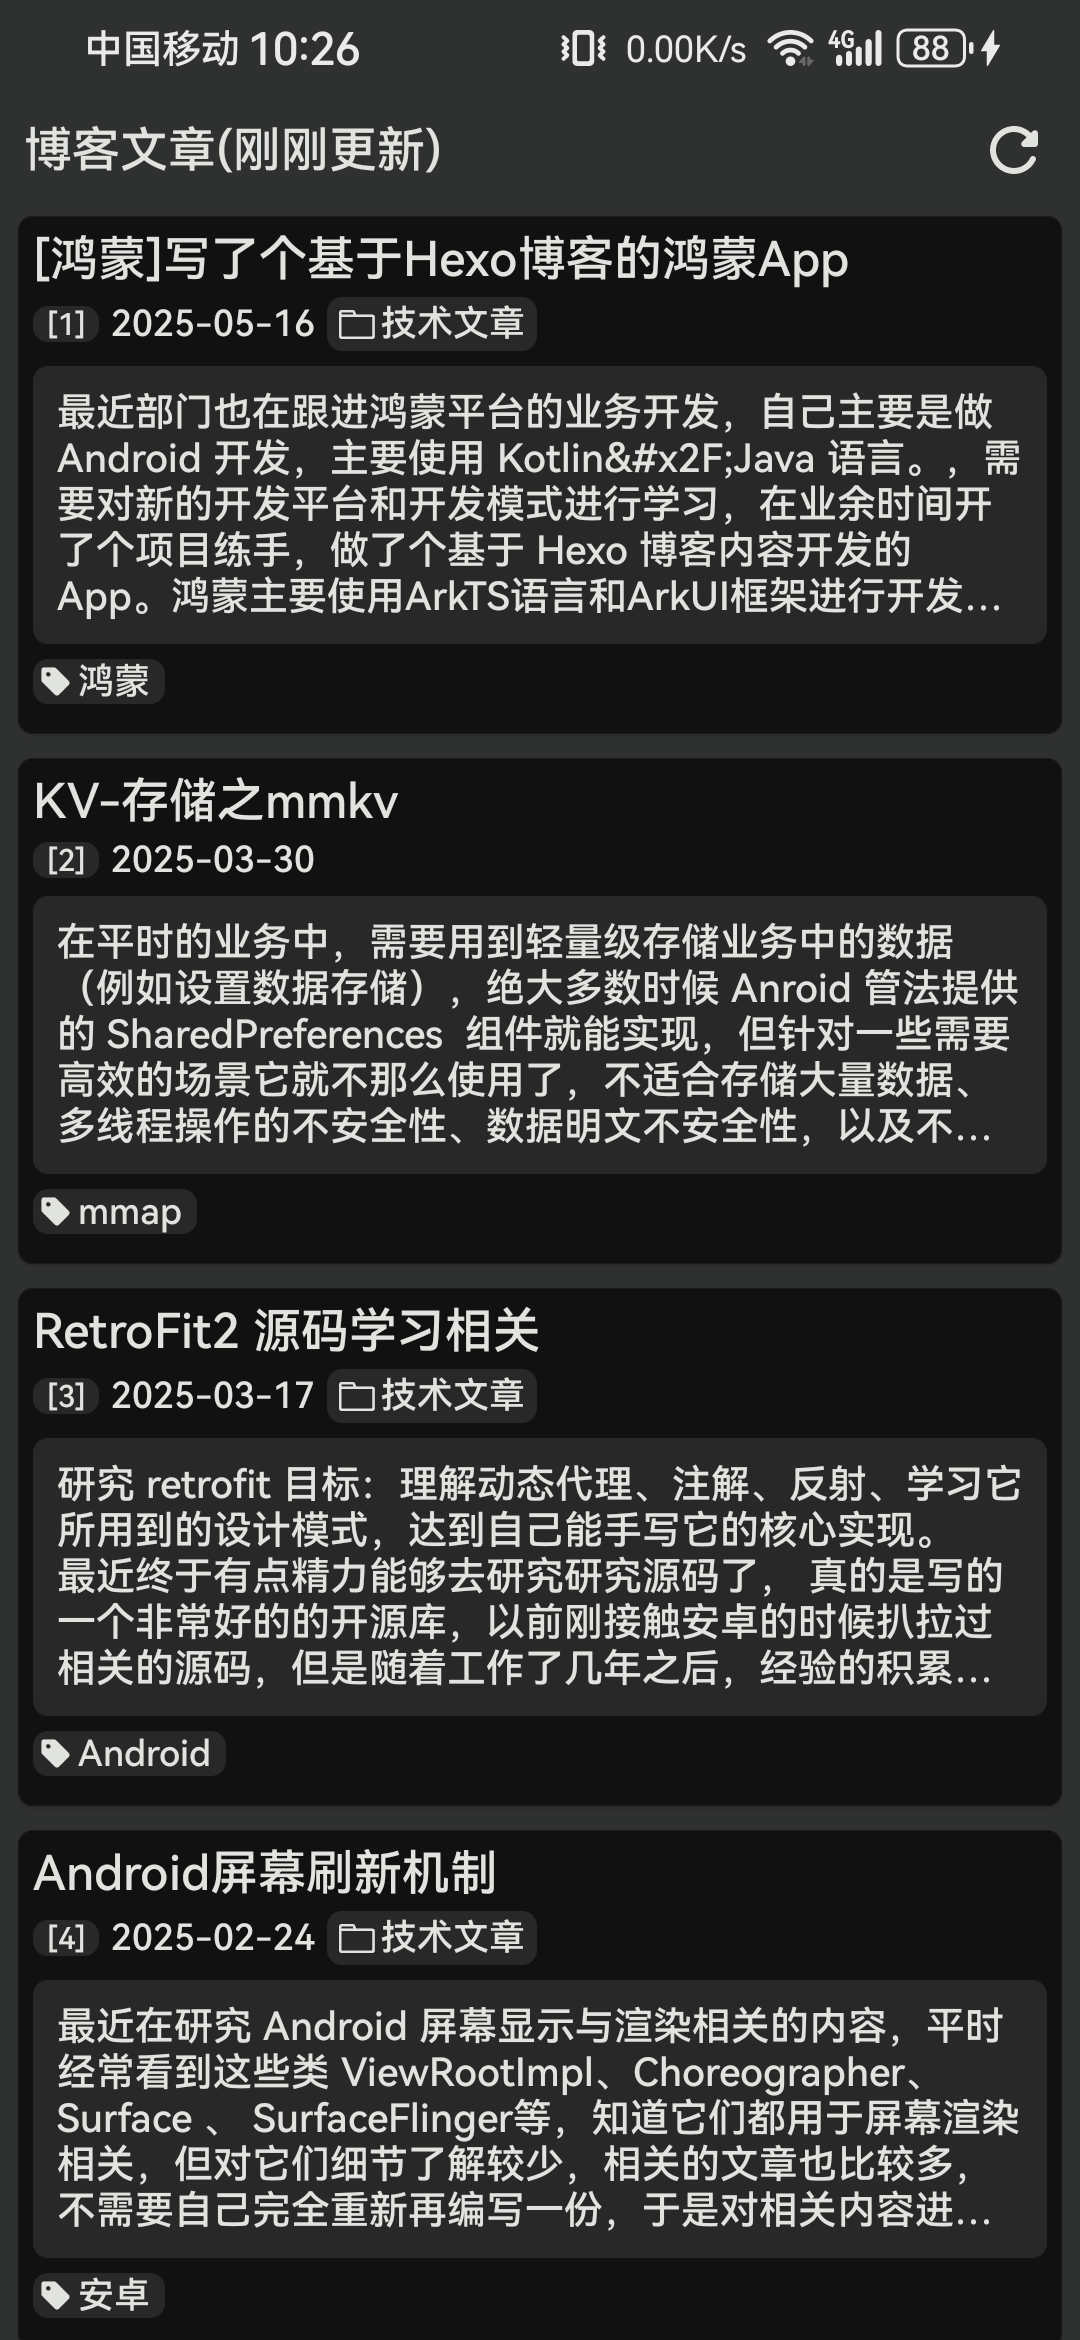 中国移动 10:26 0.00K/s 4G 88
博客文章(刚刚更新)
[鸿蒙]写了个基于Hexo博客的鸿蒙App
[1] 2025-05-16 技术文章
最近部门也在跟进鸿蒙平台的业务开发，自己主要是做
Android 开发，主要使用 Kotlin&#x2F;Java 语言。，需
要对新的开发平台和开发模式进行学习，在业余时间开
了个项目练手，做了个基于 Hexo 博客内容开发的
App。鸿蒙主要使用ArkTS语言和ArkUI框架进行开发...
鸿蒙
KV-存储之mmkv
[2] 2025-03-30
在平时的业务中，需要用到轻量级存储业务中的数据
（例如设置数据存储），绝大多数时候 Anroid 管法提供
的 SharedPreferences  组件就能实现，但针对一些需要
高效的场景它就不那么使用了，不适合存储大量数据、
多线程操作的不安全性、数据明文不安全性，以及不...
mmap
RetroFit2 源码学习相关
[3] 2025-03-17 技术文章
研究 retrofit 目标：理解动态代理、注解、反射、学习它
所用到的设计模式，达到自己能手写它的核心实现。
最近终于有点精力能够去研究研究源码了， 真的是写的
一个非常好的的开源库，以前刚接触安卓的时候扒拉过
相关的源码，但是随着工作了几年之后，经验的积累...
Android
Android屏幕刷新机制
[4] 2025-02-24 技术文章
最近在研究 Android 屏幕显示与渲染相关的内容，平时
经常看到这些类 ViewRootImpl、Choreographer、
Surface 、 SurfaceFlinger等，知道它们都用于屏幕渲染
相关，但对它们细节了解较少，相关的文章也比较多，
不需要自己完全重新再编写一份，于是对相关内容进...
安卓